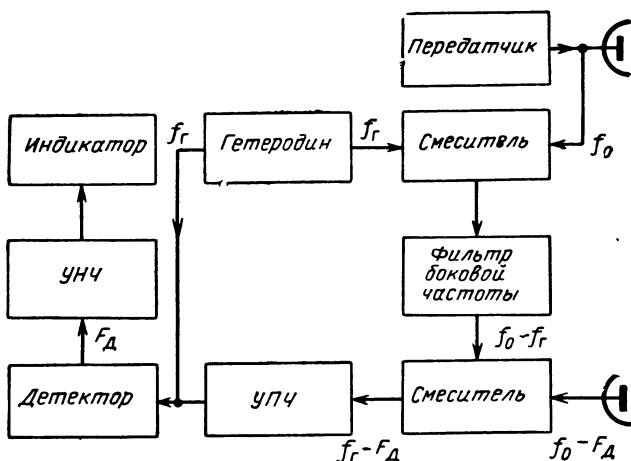 Передатчик
Индикатор
fг
Гетеродин
fг
Смеситель
f0
УНЧ
Фильтр
боковой
частоты
FД
f0−fг
Детектор
УПЧ
Смеситель
fг−FД
f0−FД